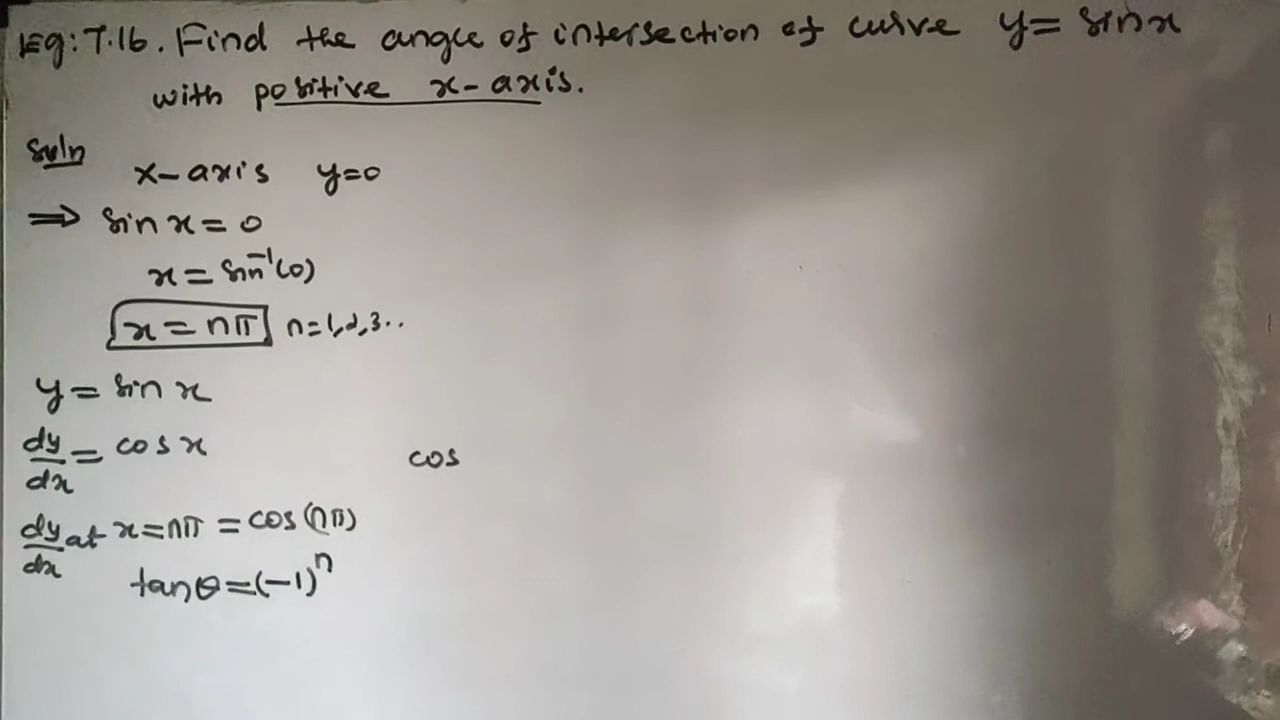 Eg: 7.16. Find the angle of intersection of curve y = sin x
with positive x-axis.
Soln
x-axis y=0
⇒ sin x = 0
x = sin⁻¹(0)
x = nπ n=1,2,3..
y = sin x
dy/dx = cos x
cos
dy/dx at x=nπ = cos(nπ)
tanθ = (-1)ⁿ